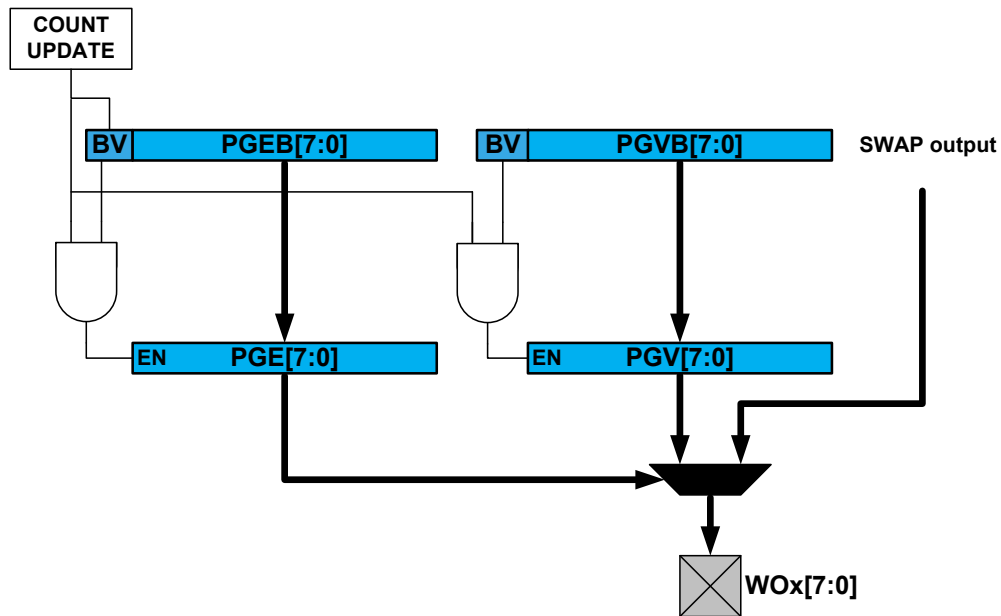 COUNT
UPDATE
BV PGEB[7:0]
BV PGVB[7:0]
SWAP output
EN PGE[7:0]
EN PGV[7:0]
WOx[7:0]